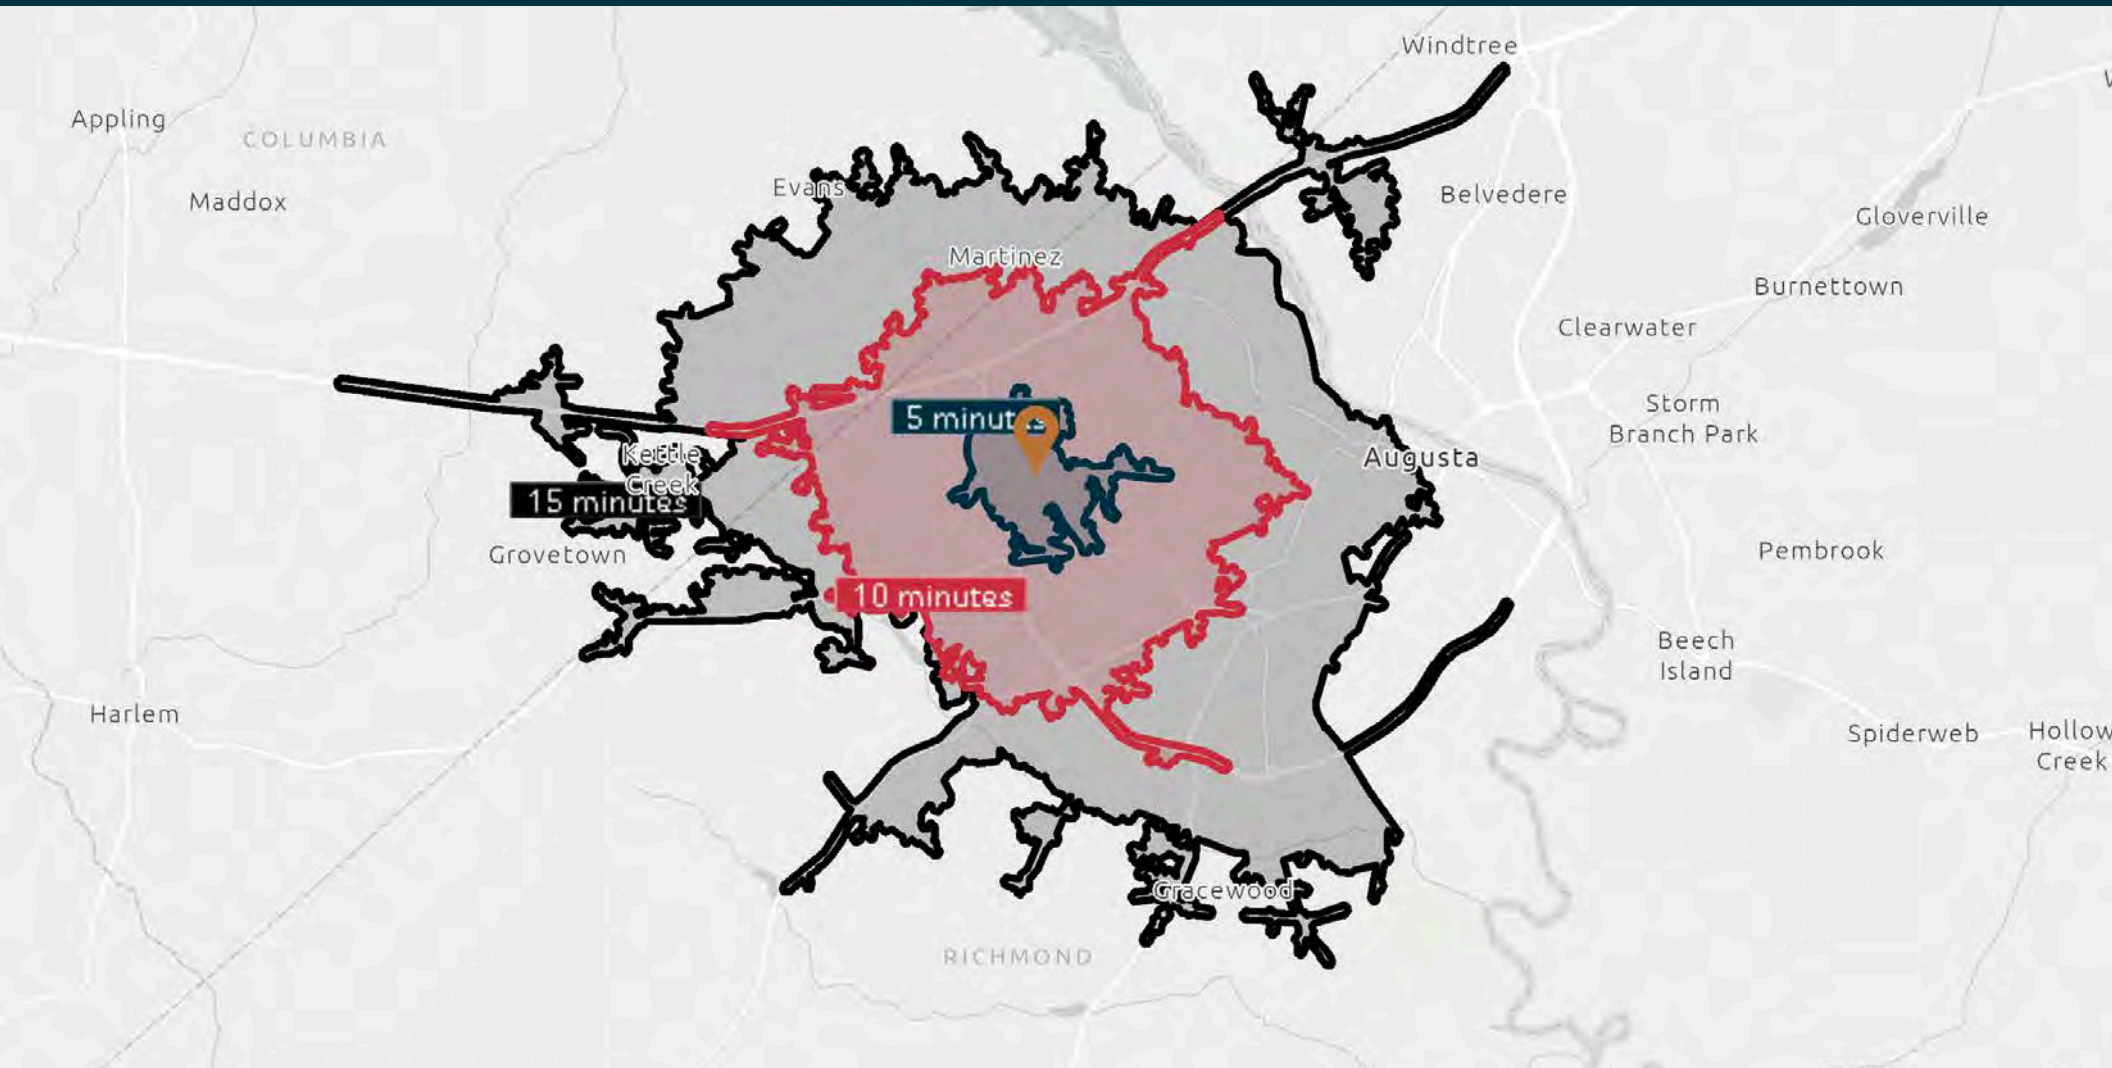 Windtree
Appling
COLUMBIA
Evans
Maddox
Belvedere
Gloverville
Martinez
Burnettown
Clearwater
Storm
Branch Park
5 minutes
Kettle
Creek
Augusta
15 minutes
Grovetown
Pembrook
10 minutes
Beech
Island
Harlem
Spiderweb
Hollow
Creek
Gracewood
RICHMOND